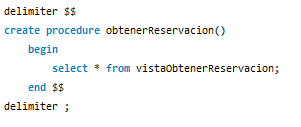 delimiter $$
create procedure obtenerReservacion()
    begin
        select * from vistaObtenerReservacion;
    end $$
delimiter ;